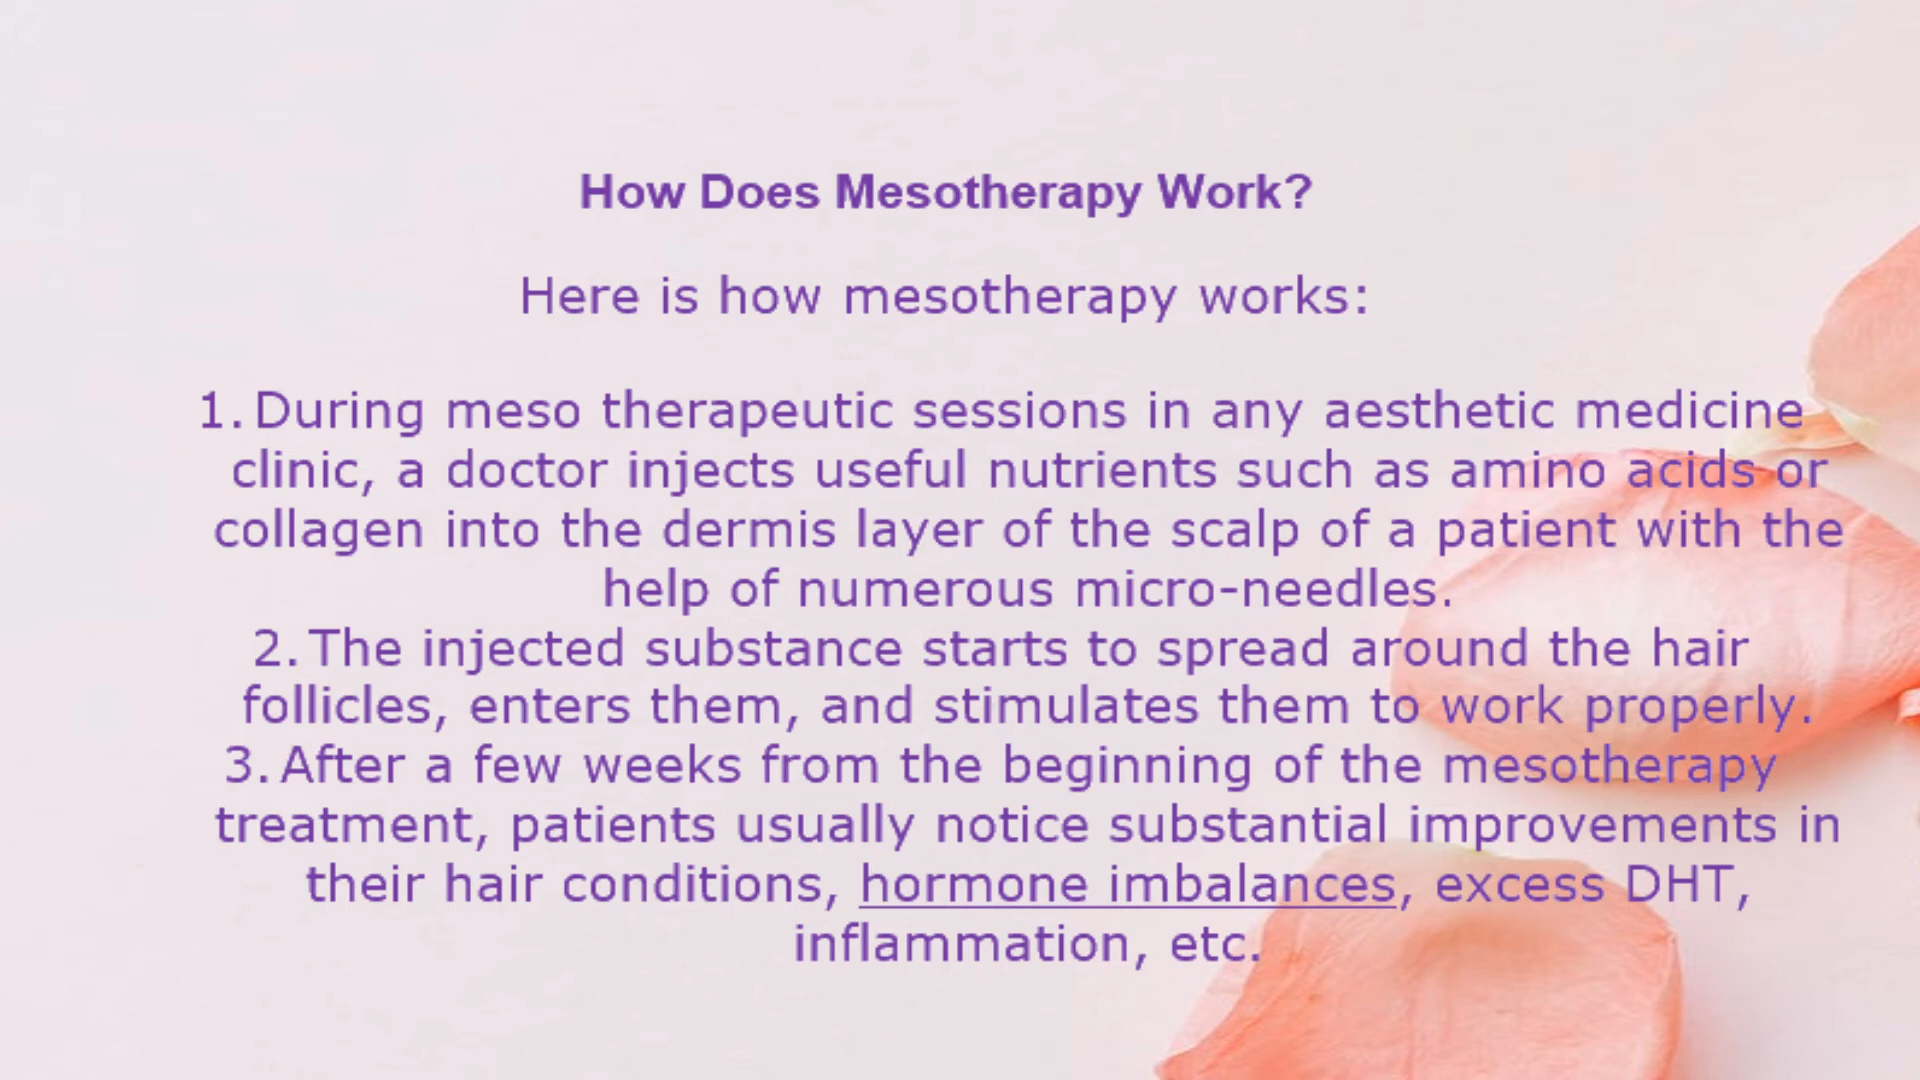 How Does Mesotherapy Work?
Here is how mesotherapy works:
1. During meso therapeutic sessions in any aesthetic medicine
clinic, a doctor injects useful nutrients such as amino acids or
collagen into the dermis layer of the scalp of a patient with the
help of numerous micro-needles.
2. The injected substance starts to spread around the hair
follicles, enters them, and stimulates them to work properly.
3. After a few weeks from the beginning of the mesotherapy
treatment, patients usually notice substantial improvements in
their hair conditions, hormone imbalances, excess DHT,
inflammation, etc.